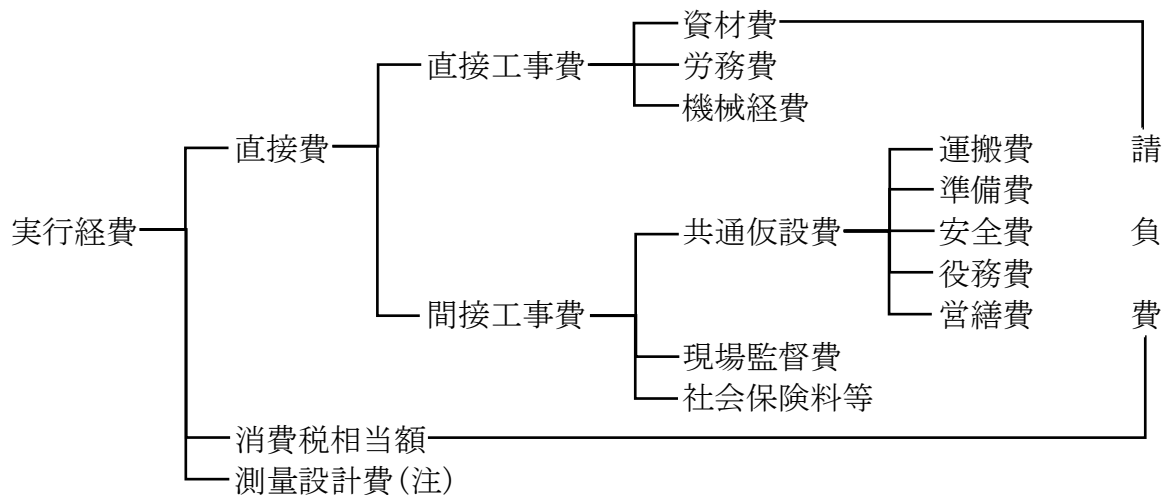 資材費
直接工事費
労務費
機械経費
直接費
運搬費
請
準備費
実行経費
共通仮設費
安全費
負
役務費
間接工事費
営繕費
費
現場監督費
社会保険料等
消費税相当額
測量設計費(注)